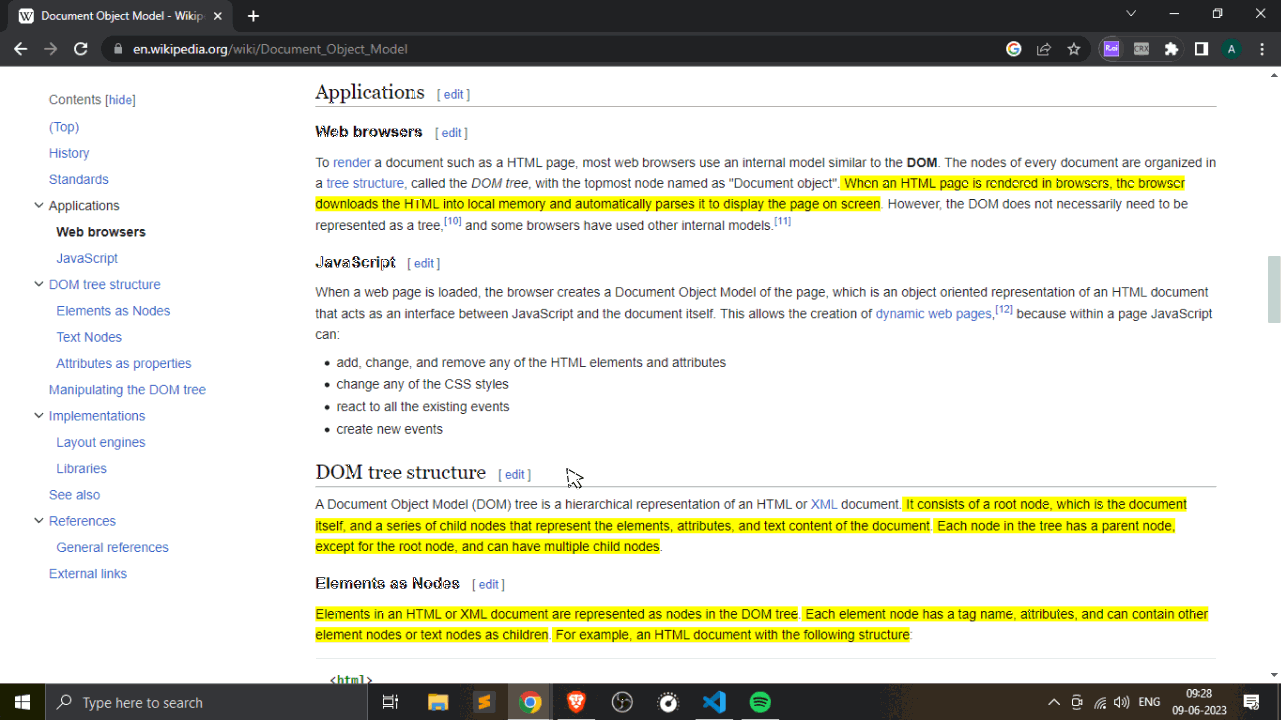 Document Object Model - Wikip
en.wikipedia.org/wiki/Document_Object_Model
R.ai
CRX
A
Contents [hide]
(Top)
History
Standards
Applications
Web browsers
JavaScript
DOM tree structure
Elements as Nodes
Text Nodes
Attributes as properties
Manipulating the DOM tree
Implementations
Layout engines
Libraries
See also
References
General references
External links
Applications [ edit ]
Web browsers [ edit ]
To render a document such as a HTML page, most web browsers use an internal model similar to the DOM. The nodes of every document are organized in
a tree structure, called the DOM tree, with the topmost node named as "Document object". When an HTML page is rendered in browsers, the browser
downloads the HTML into local memory and automatically parses it to display the page on screen. However, the DOM does not necessarily need to be
represented as a tree,[10] and some browsers have used other internal models.[11]
JavaScript [ edit ]
When a web page is loaded, the browser creates a Document Object Model of the page, which is an object oriented representation of an HTML document
that acts as an interface between JavaScript and the document itself. This allows the creation of dynamic web pages,[12] because within a page JavaScript
can:
• add, change, and remove any of the HTML elements and attributes
• change any of the CSS styles
• react to all the existing events
• create new events
DOM tree structure [ edit ]
A Document Object Model (DOM) tree is a hierarchical representation of an HTML or XML document. It consists of a root node, which is the document
itself, and a series of child nodes that represent the elements, attributes, and text content of the document. Each node in the tree has a parent node,
except for the root node, and can have multiple child nodes.
Elements as Nodes [ edit ]
Elements in an HTML or XML document are represented as nodes in the DOM tree. Each element node has a tag name, attributes, and can contain other
element nodes or text nodes as children. For example, an HTML document with the following structure:
<html>
Type here to search
ENG
09:28
09-06-2023